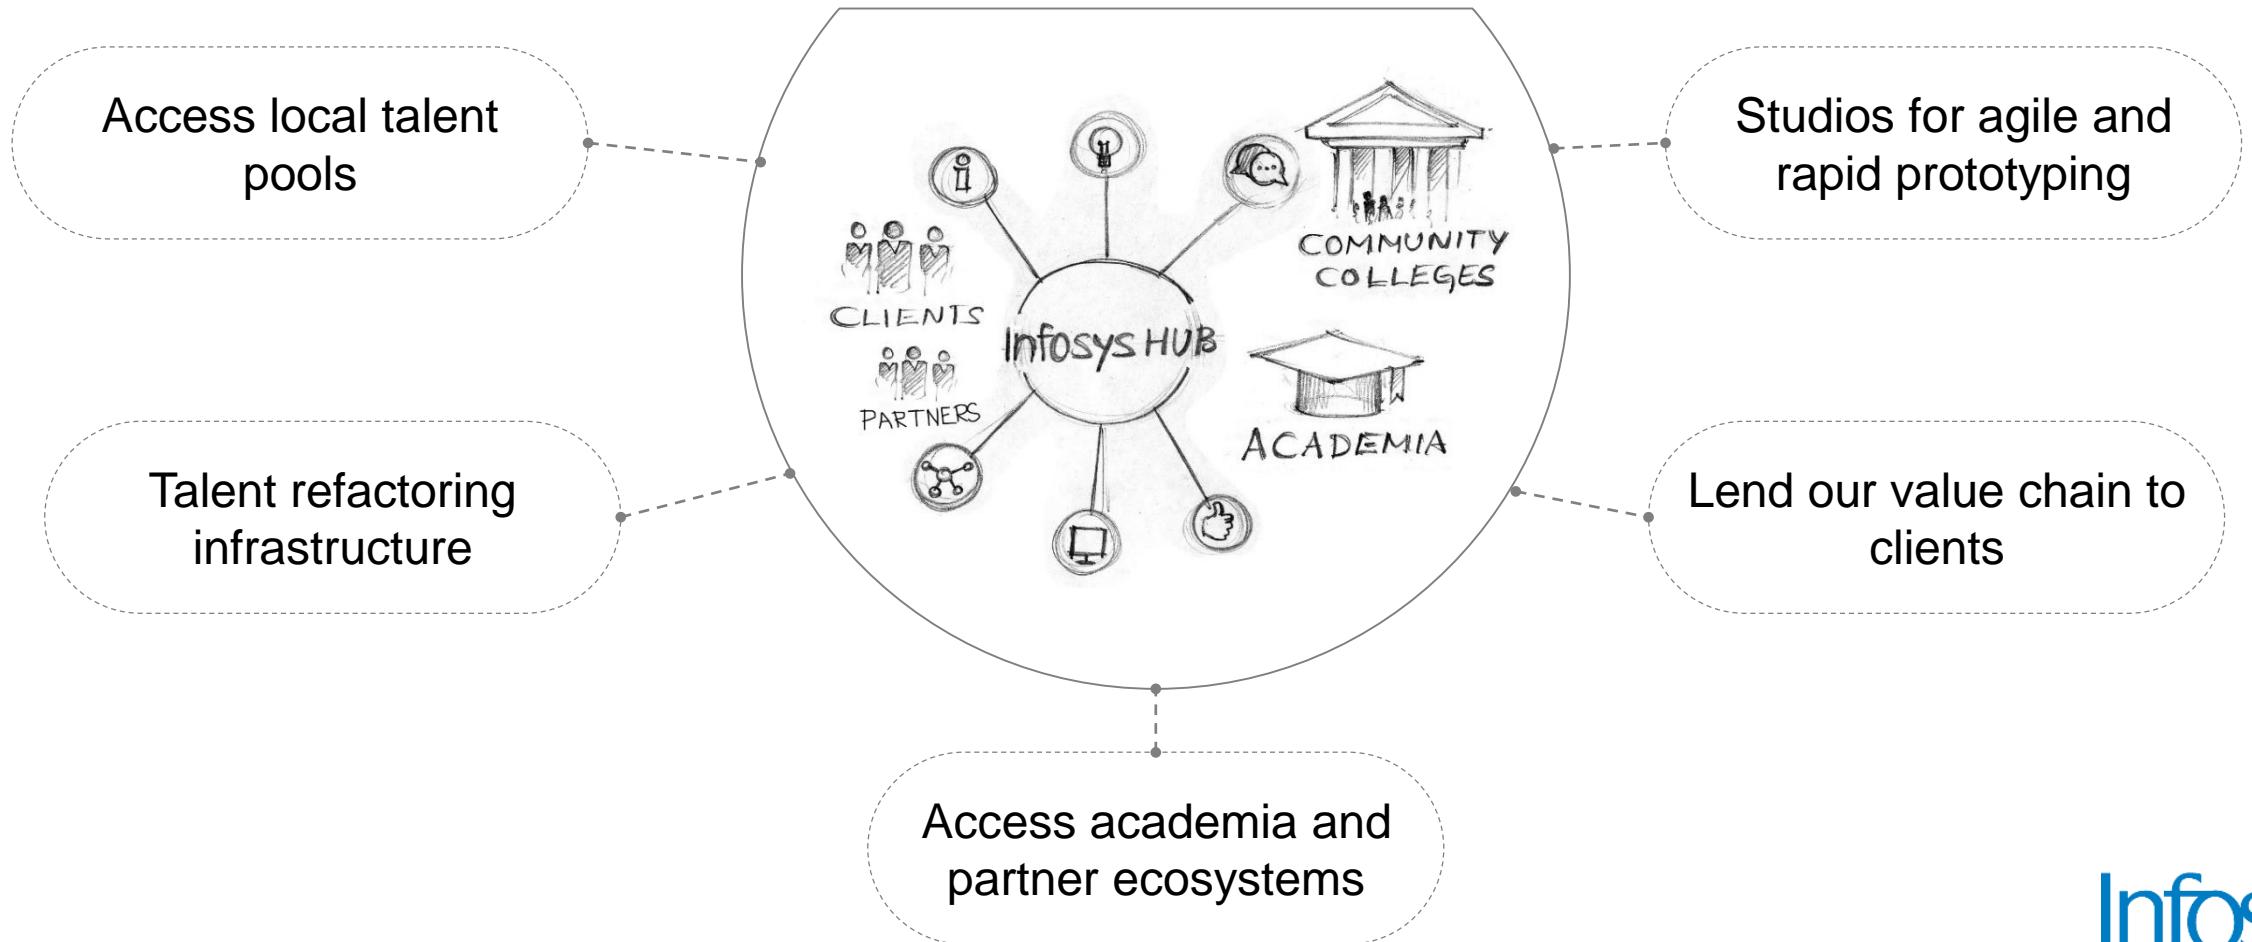 Access local talent
pools
Studios for agile and
rapid prototyping
COMMUNITY
COLLEGES
CLIENTS
Infosys HUB
PARTNERS
ACADEMIA
Talent refactoring
infrastructure
Lend our value chain to
clients
Access academia and
partner ecosystems
Infos